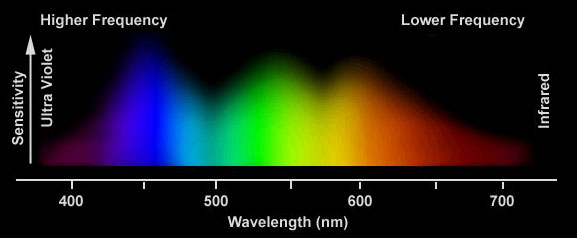 Higher Frequency
Lower Frequency
Sensitivity
Ultra Violet
Infrared
400
500
600
700
Wavelength (nm)